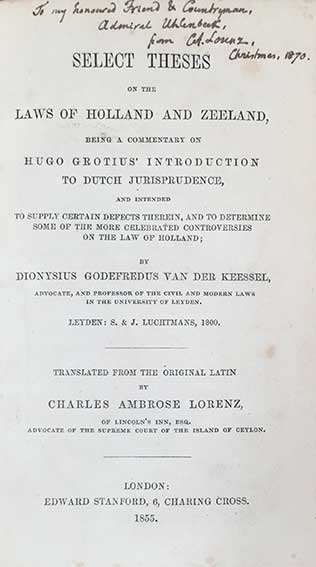 To my honoured Friend & Countryman,
Admiral Uhlenbeck,
from C.A. Lorenz,
Christmas, 1870.
SELECT THESES
ON THE
LAWS OF HOLLAND AND ZEELAND,
BEING A COMMENTARY ON
HUGO GROTIUS' INTRODUCTION
TO DUTCH JURISPRUDENCE,
AND INTENDED
TO SUPPLY CERTAIN DEFECTS THEREIN, AND TO DETERMINE
SOME OF THE MORE CELEBRATED CONTROVERSIES
ON THE LAW OF HOLLAND;
BY
DIONYSIUS GODEFREDUS VAN DER KEESSEL,
ADVOCATE, AND PROFESSOR OF THE CIVIL AND MODERN LAWS
IN THE UNIVERSITY OF LEYDEN.
LEYDEN: S. & J. LUCHTMANS, 1800.
TRANSLATED FROM THE ORIGINAL LATIN
BY
CHARLES AMBROSE LORENZ,
OF LINCOLN'S INN, ESQ.
ADVOCATE OF THE SUPREME COURT OF THE ISLAND OF CEYLON.
LONDON:
EDWARD STANFORD, 6, CHARING CROSS.
1855.